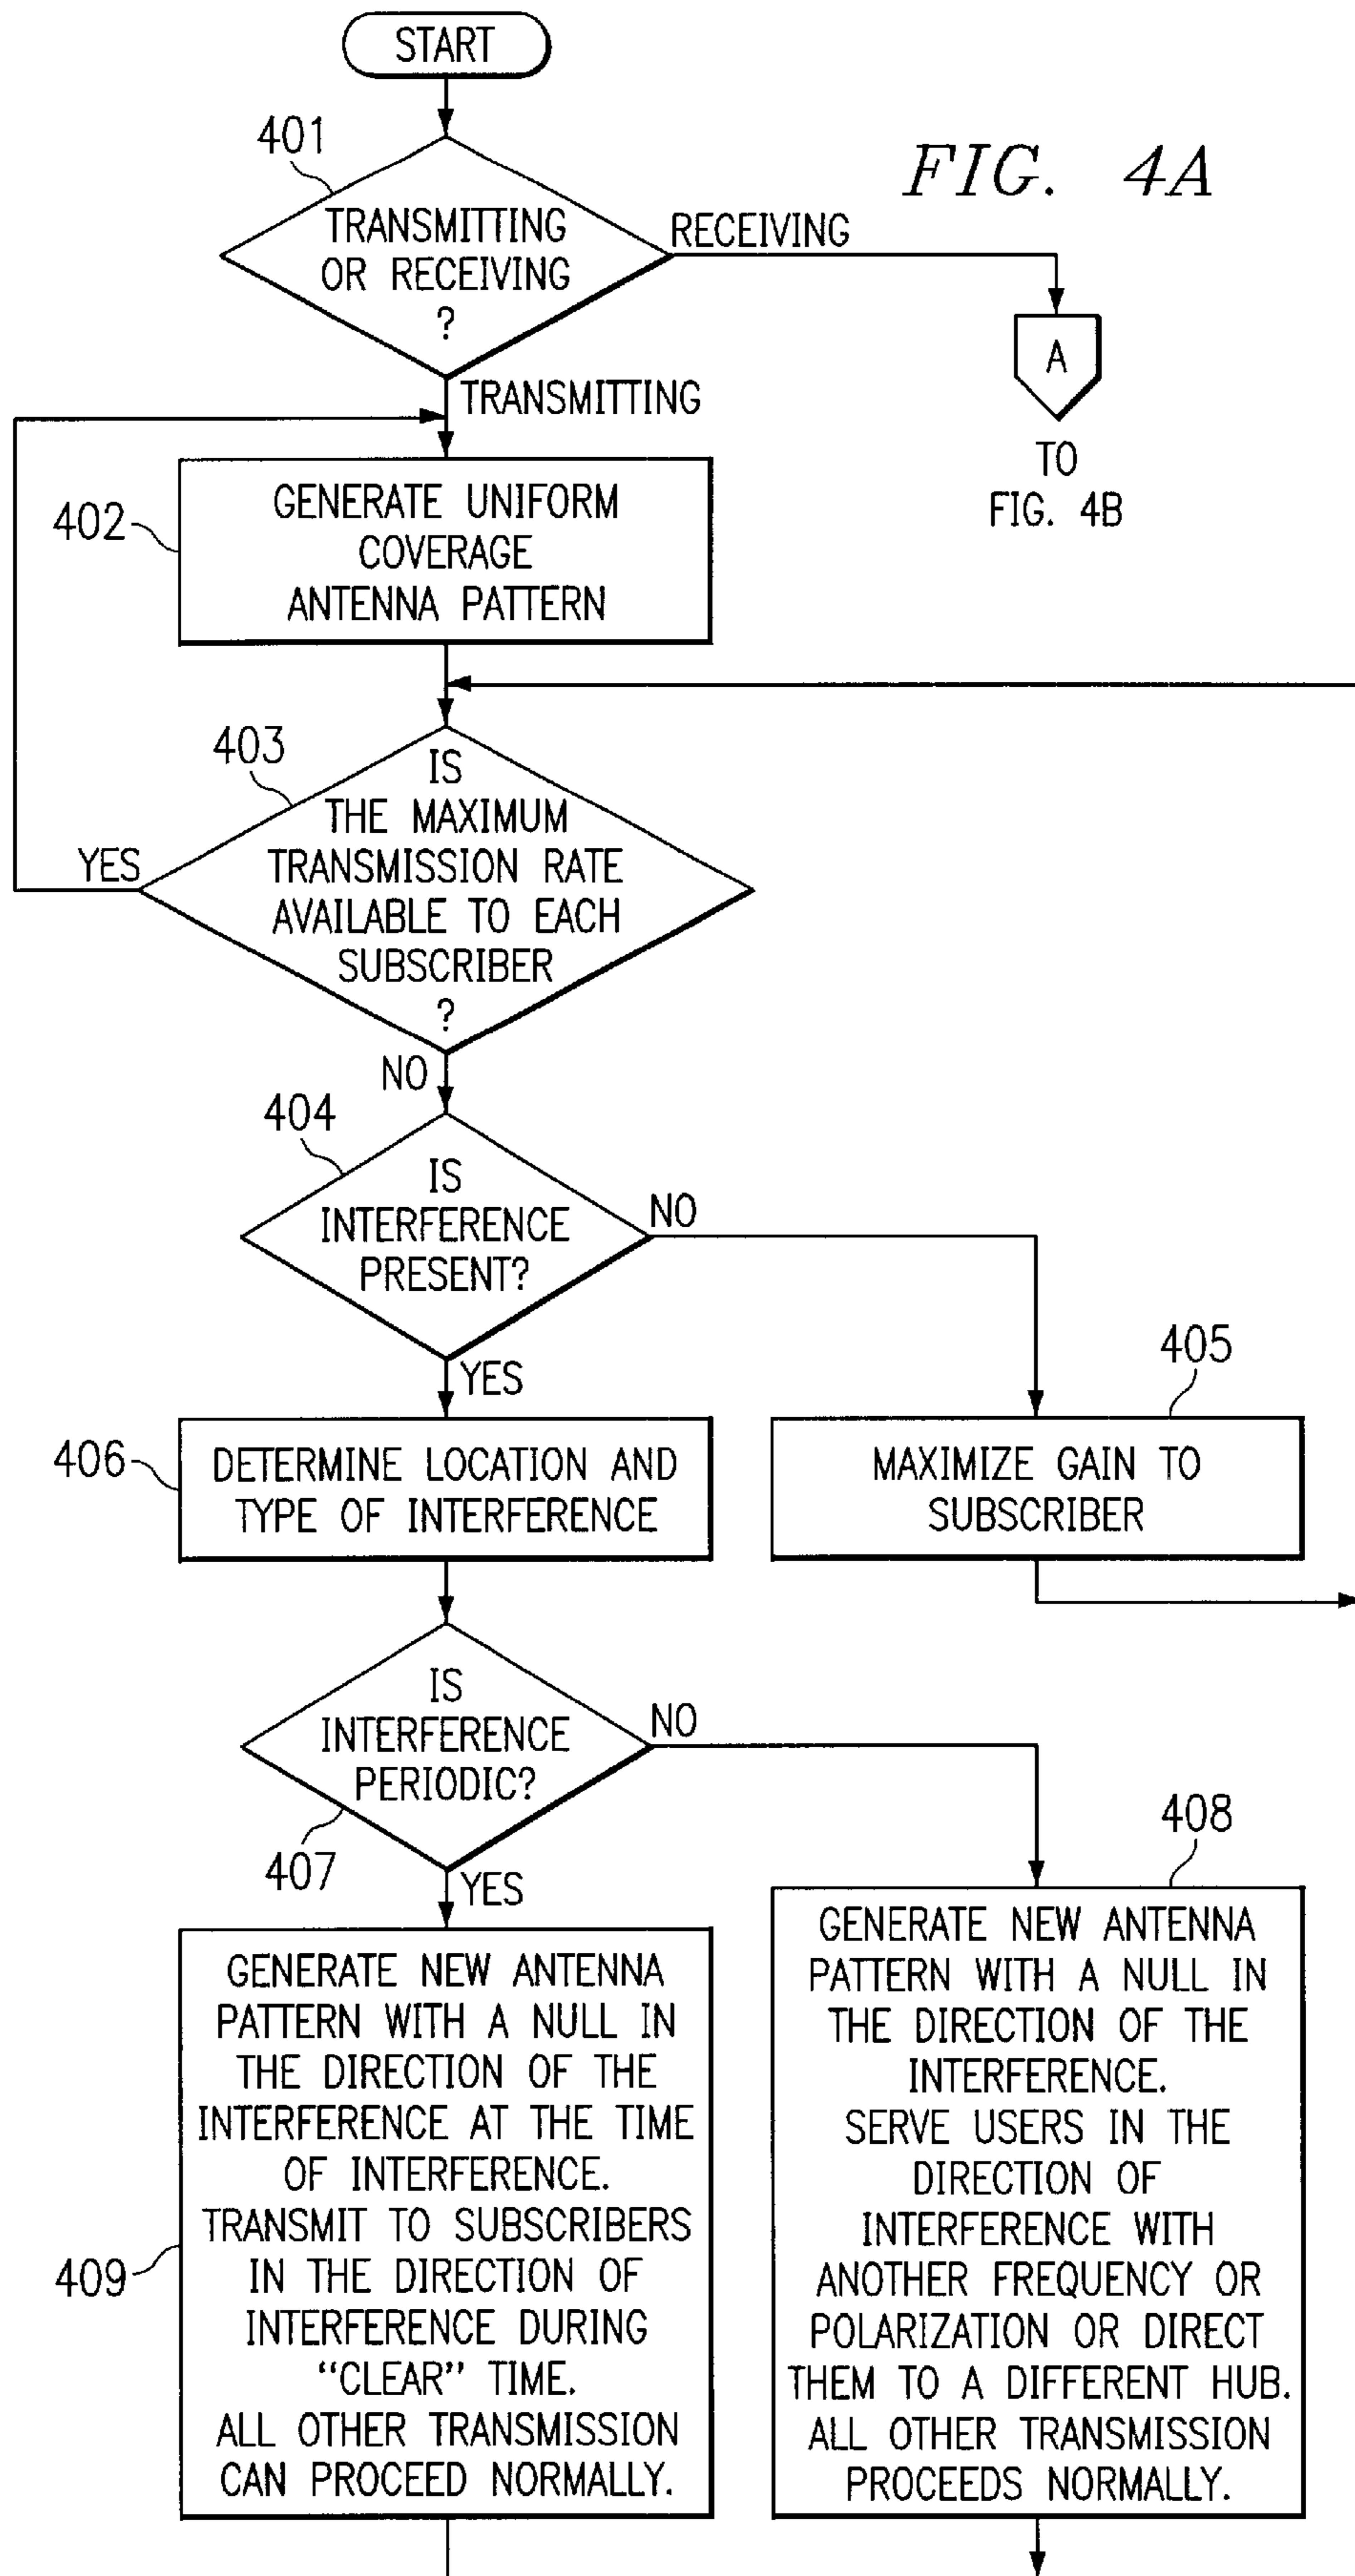 START
401
FIG. 4A
TRANSMITTING
OR RECEIVING
?
RECEIVING
A
TO
FIG. 4B
TRANSMITTING
402
GENERATE UNIFORM
COVERAGE
ANTENNA PATTERN
403
IS
THE MAXIMUM
TRANSMISSION RATE
AVAILABLE TO EACH
SUBSCRIBER
?
YES
NO
404
IS
INTERFERENCE
PRESENT?
NO
YES
405
MAXIMIZE GAIN TO
SUBSCRIBER
406
DETERMINE LOCATION AND
TYPE OF INTERFERENCE
IS
INTERFERENCE
PERIODIC?
NO
407
YES
408
GENERATE NEW ANTENNA
PATTERN WITH A NULL IN
THE DIRECTION OF THE
INTERFERENCE.
SERVE USERS IN THE
DIRECTION OF
INTERFERENCE WITH
ANOTHER FREQUENCY OR
POLARIZATION OR DIRECT
THEM TO A DIFFERENT HUB.
ALL OTHER TRANSMISSION
PROCEEDS NORMALLY.
409
GENERATE NEW ANTENNA
PATTERN WITH A NULL IN
THE DIRECTION OF THE
INTERFERENCE AT THE TIME
OF INTERFERENCE.
TRANSMIT TO SUBSCRIBERS
IN THE DIRECTION OF
INTERFERENCE DURING
“CLEAR” TIME.
ALL OTHER TRANSMISSION
CAN PROCEED NORMALLY.